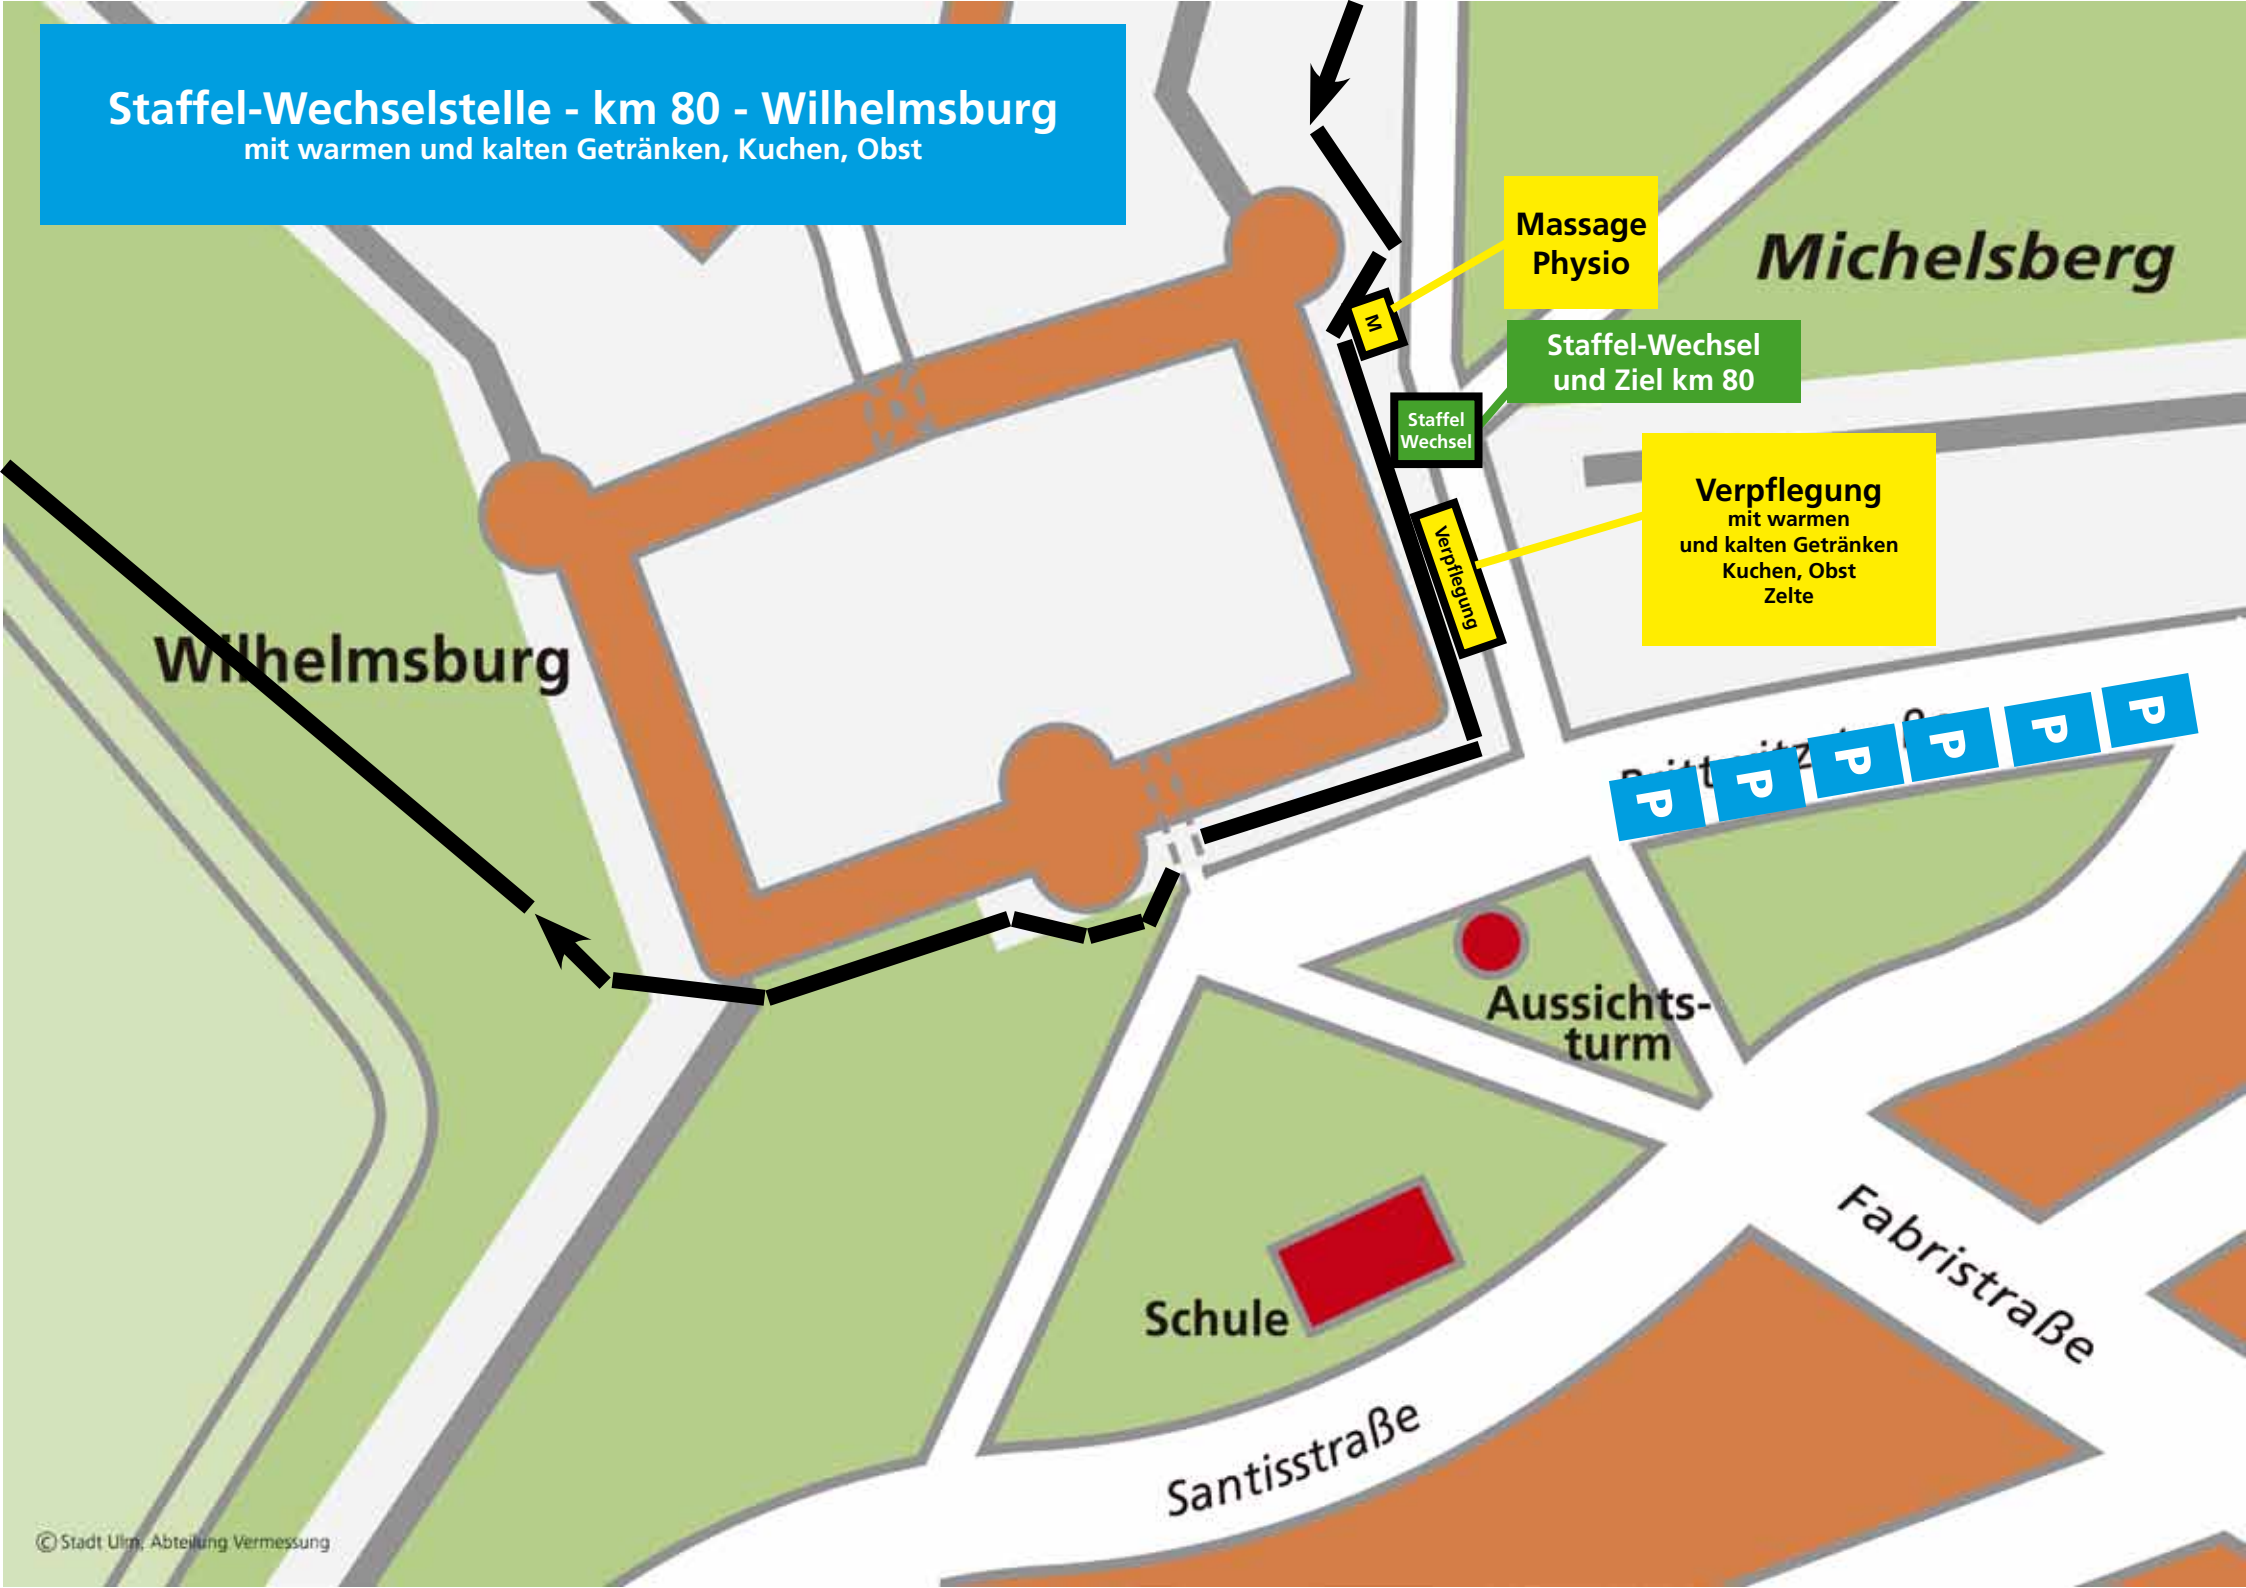 Staffel-Wechselstelle - km 80 - Wilhelmsburg
mit warmen und kalten Getränken, Kuchen, Obst
Massage
Physio
Michelsberg
M
Staffel-Wechsel
und Ziel km 80
Staffel
Wechsel
Verpflegung
mit warmen
und kalten Getränken
Kuchen, Obst
Zelte
Verpflegung
Wilhelmsburg
P P P P P P
Aussichts-
turm
Fabristraße
Schule
Santisstraße
© Stadt Ulm, Abteilung Vermessung